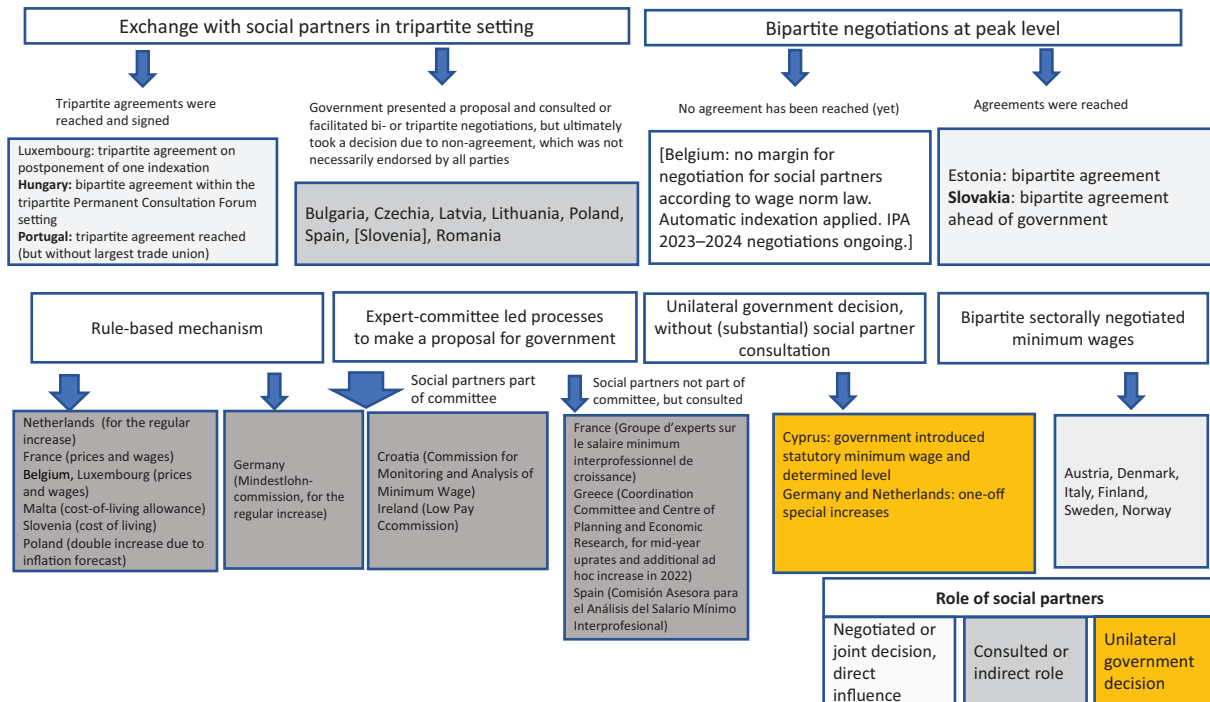 Exchange with social partners in tripartite setting
Bipartite negotiations at peak level
Tripartite agreements were
reached and signed
Government presented a proposal and consulted or
facilitated bi- or tripartite negotiations, but ultimately
took a decision due to non-agreement, which was not
necessarily endorsed by all parties
No agreement has been reached (yet)
Agreements were reached
Luxembourg: tripartite agreement on
postponement of one indexation
Hungary: bipartite agreement within the
tripartite Permanent Consultation Forum
setting
Portugal: tripartite agreement reached
(but without largest trade union)
Bulgaria, Czechia, Latvia, Lithuania, Poland,
Spain, [Slovenia], Romania
[Belgium: no margin for
negotiation for social partners
according to wage norm law.
Automatic indexation applied. IPA
2023–2024 negotiations ongoing.]
Estonia: bipartite agreement
Slovakia: bipartite agreement
ahead of government
Rule-based mechanism
Expert-committee led processes
to make a proposal for government
Unilateral government decision,
without (substantial) social partner
consultation
Bipartite sectorally negotiated
minimum wages
Social partners part
of committee
Social partners not part of
committee, but consulted
Netherlands (for the regular
increase)
France (prices and wages)
Belgium, Luxembourg (prices
and wages)
Malta (cost-of-living allowance)
Slovenia (cost of living)
Poland (double increase due to
inflation forecast)
Germany
(Mindestlohn-
commission, for the
regular increase)
Croatia (Commission for
Monitoring and Analysis of
Minimum Wage)
Ireland (Low Pay
Ccommission)
France (Groupe d’experts sur
le salaire minimum
interprofessionnel de
croissance)
Greece (Coordination
Committee and Centre of
Planning and Economic
Research, for mid-year
uprates and additional ad
hoc increase in 2022)
Spain (Comisión Asesora para
el Análisis del Salario Mínimo
Interprofesional)
Cyprus: government introduced
statutory minimum wage and
determined level
Germany and Netherlands: one-off
special increases
Austria, Denmark,
Italy, Finland,
Sweden, Norway
Role of social partners
Negotiated or
joint decision,
direct
influence
Consulted or
indirect role
Unilateral
government
decision